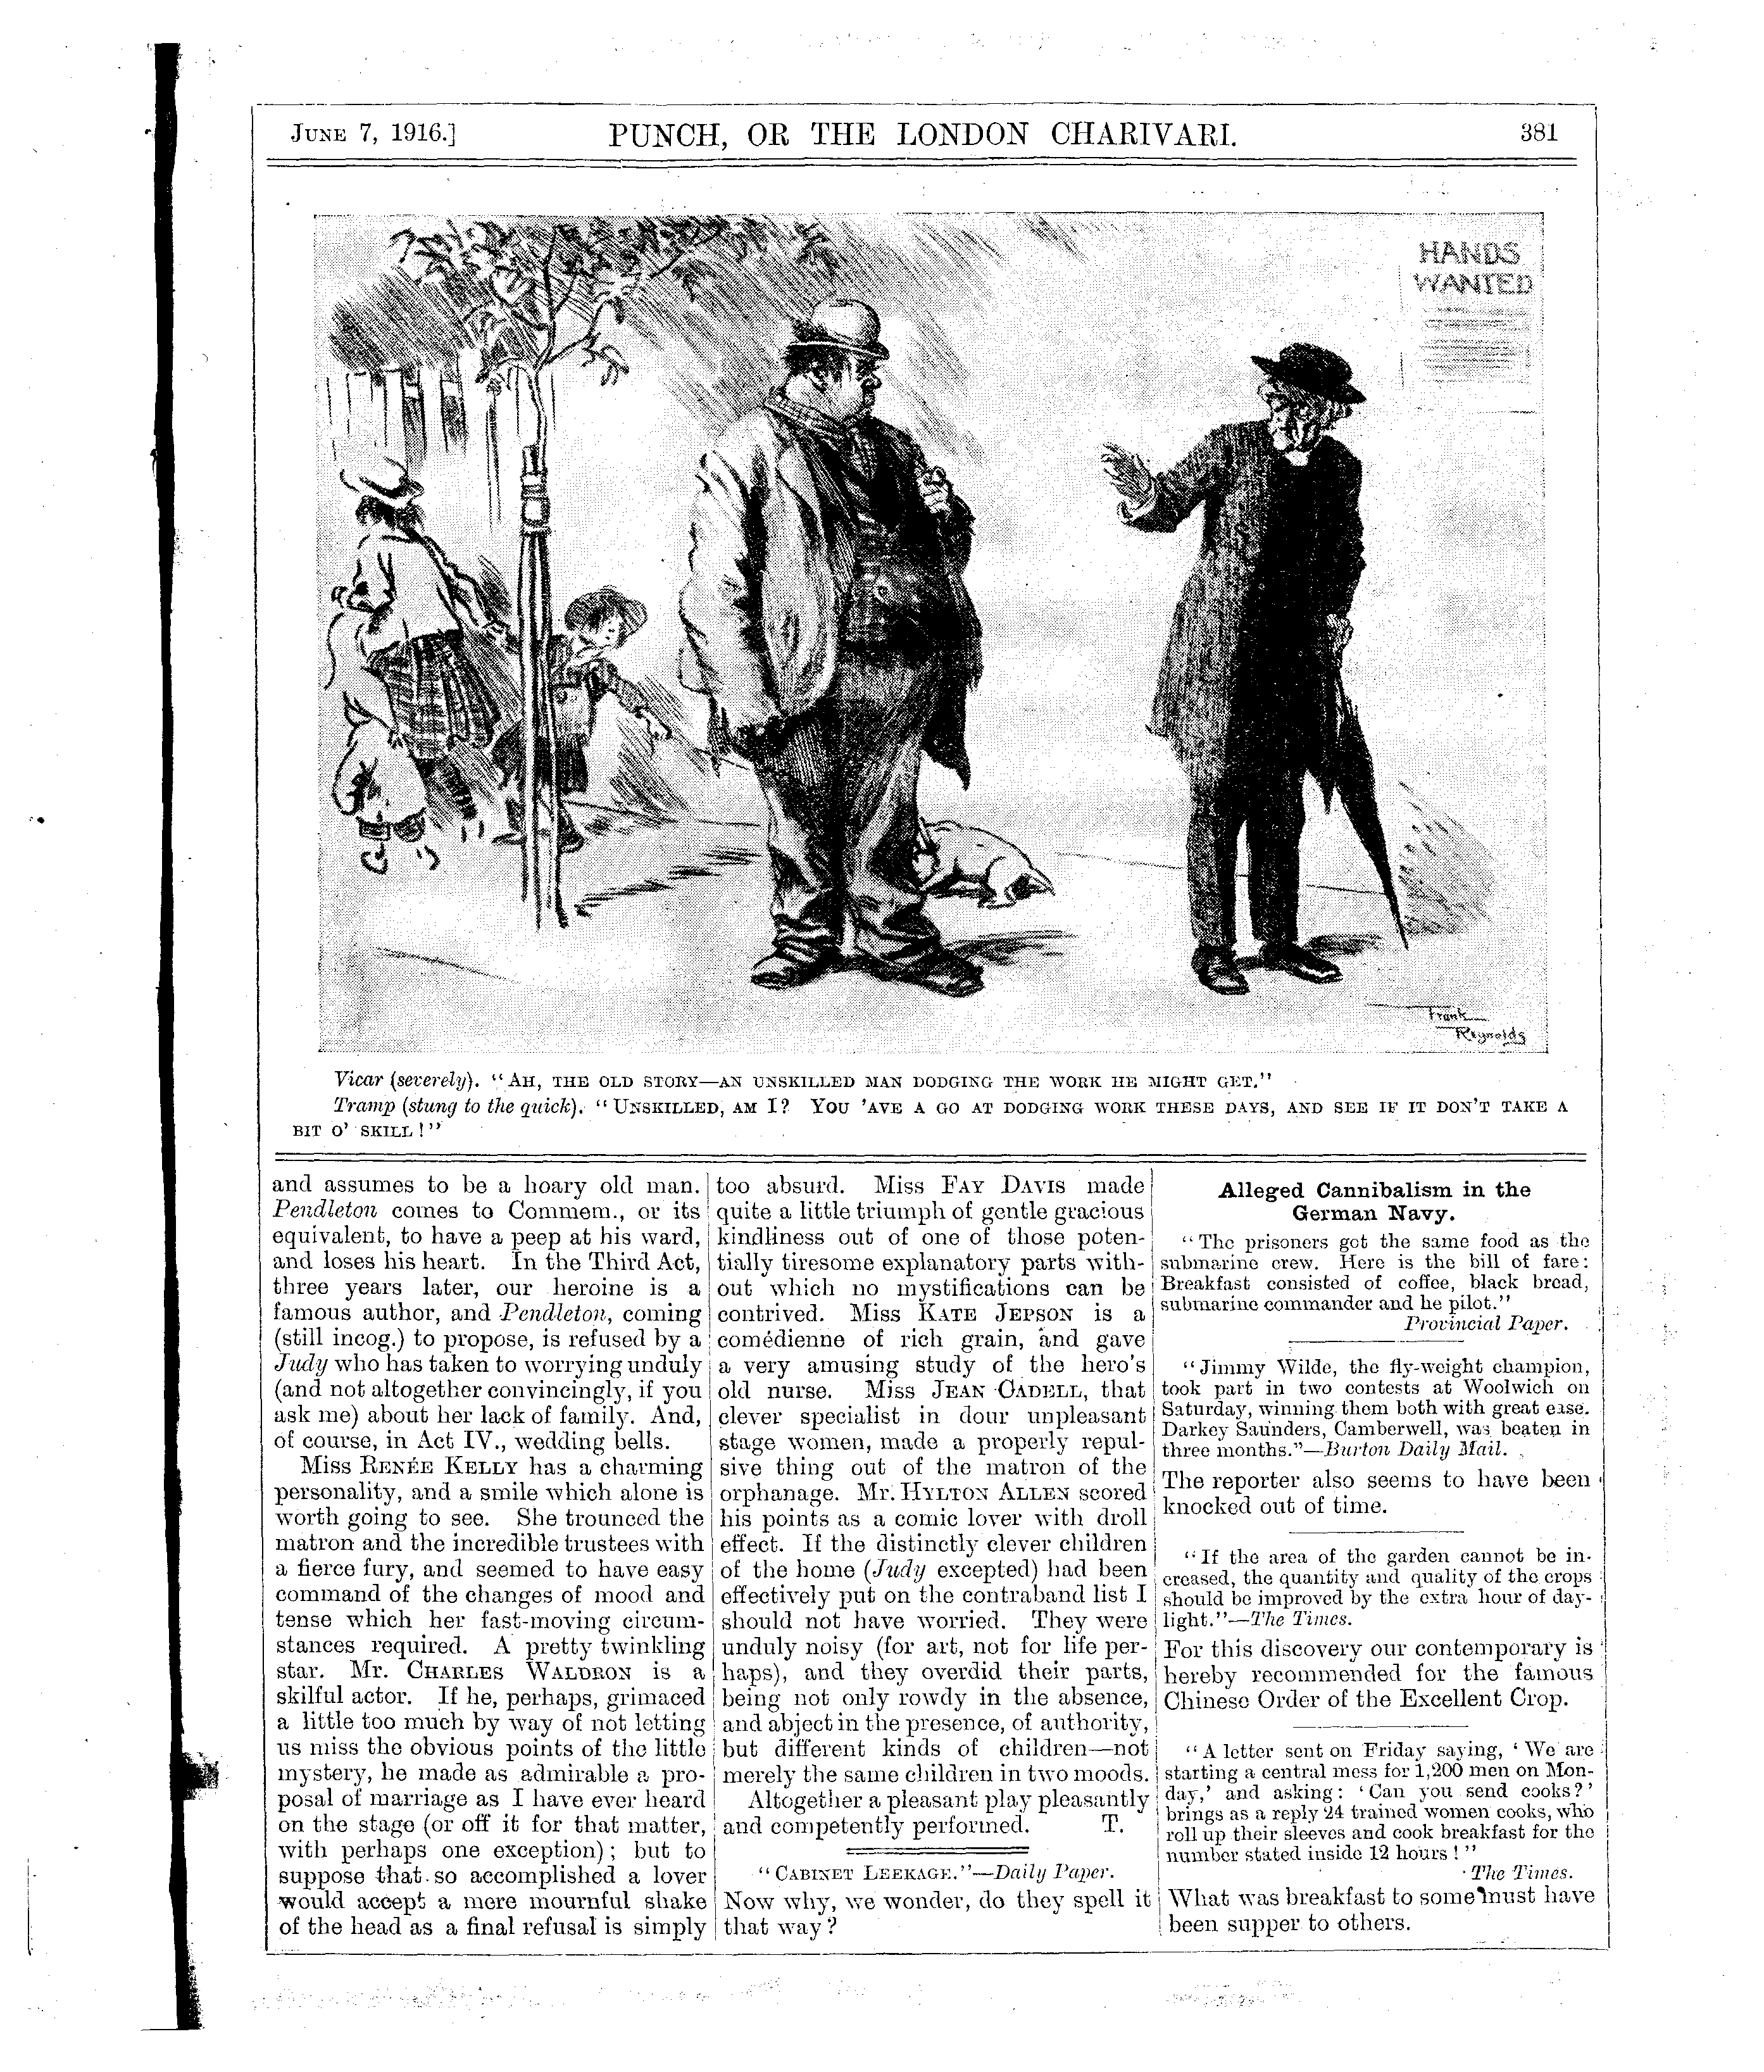 JUNE 7, 1916.] PUNCH, OR THE LONDON CHARIVARI. 381
HANDS
WANTED
Frank
Reynolds
Vicar (severely). "AH, THE OLD STORY—AN UNSKILLED MAN DODGING THE WORK HE MIGHT GET."
Tramp (stung to the quick). "UNSKILLED, AM I? YOU 'AVE A GO AT DODGING WORK THESE DAYS, AND SEE IF IT DON'T TAKE A
BIT O' SKILL!"
and assumes to be a hoary old man.
Pendleton comes to Commem., or its
equivalent, to have a peep at his ward,
and loses his heart. In the Third Act,
three years later, our heroine is a
famous author, and Pendleton, coming
(still incog.) to propose, is refused by a
Judy who has taken to worrying unduly
(and not altogether convincingly, if you
ask me) about her lack of family. And,
of course, in Act IV., wedding bells.
Miss RENÉE KELLY has a charming
personality, and a smile which alone is
worth going to see. She trounced the
matron and the incredible trustees with
a fierce fury, and seemed to have easy
command of the changes of mood and
tense which her fast-moving circum-
stances required. A pretty twinkling
star. Mr. CHARLES WALDRON is a
skilful actor. If he, perhaps, grimaced
a little too much by way of not letting
us miss the obvious points of the little
mystery, he made as admirable a pro-
posal of marriage as I have ever heard
on the stage (or off it for that matter,
with perhaps one exception); but to
suppose that so accomplished a lover
would accept a mere mournful shake
of the head as a final refusal is simply
too absurd. Miss FAY DAVIS made
quite a little triumph of gentle gracious
kindliness out of one of those poten-
tially tiresome explanatory parts with-
out which no mystifications can be
contrived. Miss KATE JEPSON is a
comédienne of rich grain, and gave
a very amusing study of the hero's
old nurse. Miss JEAN CADELL, that
clever specialist in dour unpleasant
stage women, made a properly repul-
sive thing out of the matron of the
orphanage. Mr. HYLTON ALLEN scored
his points as a comic lover with droll
effect. If the distinctly clever children
of the home (Judy excepted) had been
effectively put on the contraband list I
should not have worried. They were
unduly noisy (for art, not for life per-
haps), and they overdid their parts,
being not only rowdy in the absence,
and abject in the presence, of authority,
but different kinds of children—not
merely the same children in two moods.
Altogether a pleasant play pleasantly
and competently performed. T.
"CABINET LEEKAGE."—Daily Paper.
Now why, we wonder, do they spell it
that way?
Alleged Cannibalism in the
German Navy.
"The prisoners got the same food as the
submarine crew. Here is the bill of fare:
Breakfast consisted of coffee, black bread,
submarine commander and he pilot."
Provincial Paper.
"Jimmy Wilde, the fly-weight champion,
took part in two contests at Woolwich on
Saturday, winning them both with great ease.
Darkey Saunders, Camberwell, was beaten in
three months."—Burton Daily Mail.
The reporter also seems to have been
knocked out of time.
"If the area of the garden cannot be in-
creased, the quantity and quality of the crops
should be improved by the extra hour of day-
light."—The Times.
For this discovery our contemporary is
hereby recommended for the famous
Chinese Order of the Excellent Crop.
"A letter sent on Friday saying, 'We are
starting a central mess for 1,200 men on Mon-
day,' and asking: 'Can you send cooks?'
brings as a reply 24 trained women cooks, who
roll up their sleeves and cook breakfast for the
number stated inside 12 hours!"
The Times.
What was breakfast to some must have
been supper to others.